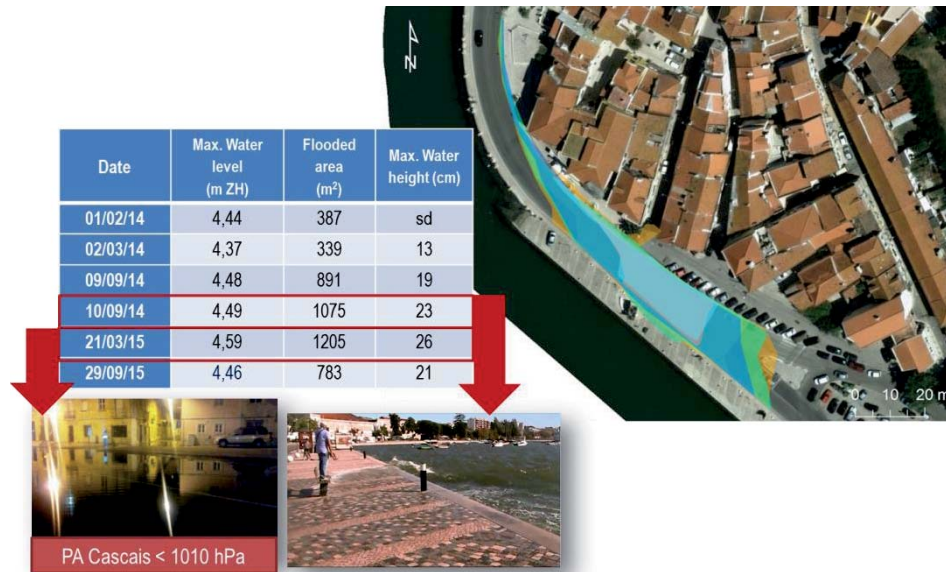 N
Date Max. Water level (m ZH) Flooded area (m²) Max. Water height (cm)
01/02/14 4,44 387 sd
02/03/14 4,37 339 13
09/09/14 4,48 891 19
10/09/14 4,49 1075 23
21/03/15 4,59 1205 26
29/09/15 4,46 783 21
0 10 20 m
PA Cascais < 1010 hPa